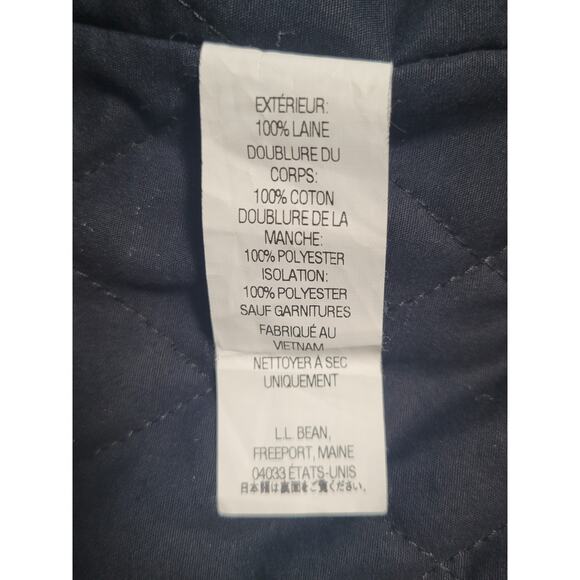 EXTÉRIEUR:
100% LAINE
DOUBLURE DU
CORPS:
100% COTON
DOUBLURE DE LA
MANCHE:
100% POLYESTER
ISOLATION:
100% POLYESTER
SAUF GARNITURES
FABRIQUÉ AU
VIETNAM
NETTOYER À SEC
UNIQUEMENT
L.L. BEAN,
FREEPORT, MAINE
04033 ÉTATS-UNIS
日本語は裏面をご覧ください。